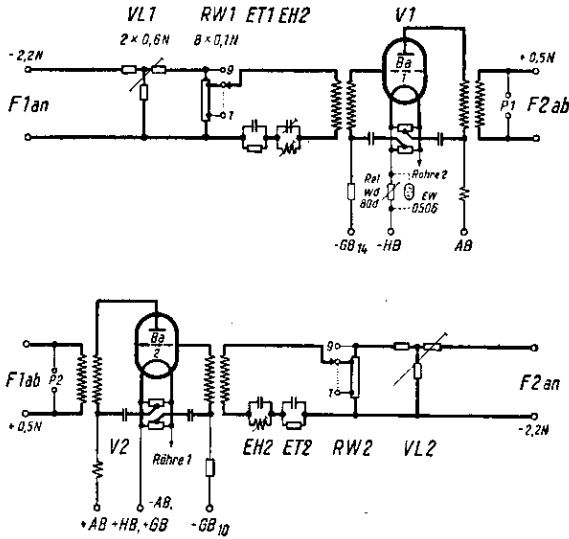 VL1 RW1 ET1 EH2 V1
2 × 0,6N 8 × 0,1N
-2,2N 9 Ba 1 +0,5N
F1an 1 P1 F2ab
Rel wd 80d Röhre 2 EW 0506
-GB14 -HB AB
Ba 2 9
F1ab P2 1 F2an
+0,5N V2 Röhre 1 EH2 ET2 RW2 VL2 -2,2N
-AB,
+AB +HB, +GB -GB10